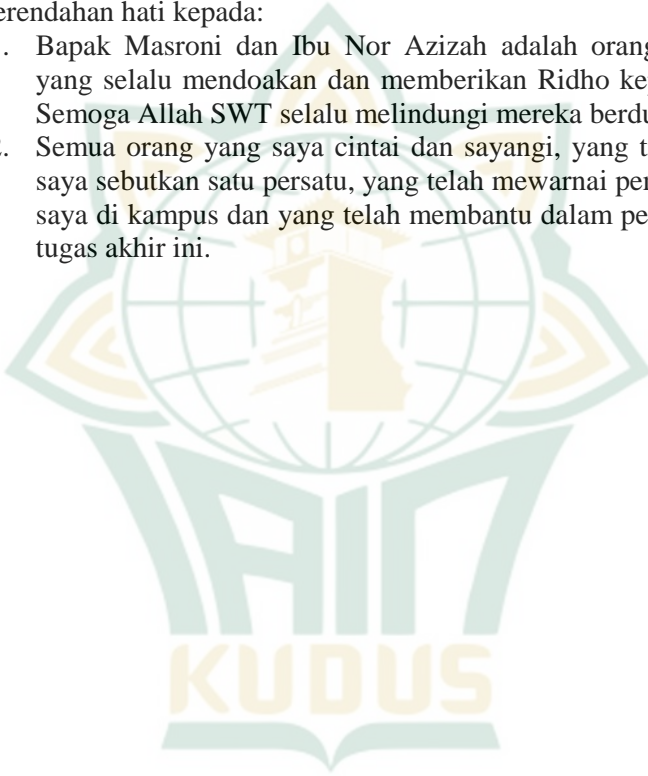 erendahan hati kepada:
. Bapak Masroni dan Ibu Nor Azizah adalah orang
yang selalu mendoakan dan memberikan Ridho ke
Semoga Allah SWT selalu melindungi mereka berdu
2. Semua orang yang saya cintai dan sayangi, yang t
saya sebutkan satu persatu, yang telah mewarnai per
saya di kampus dan yang telah membantu dalam pe
tugas akhir ini.
IAIN
KUDUS